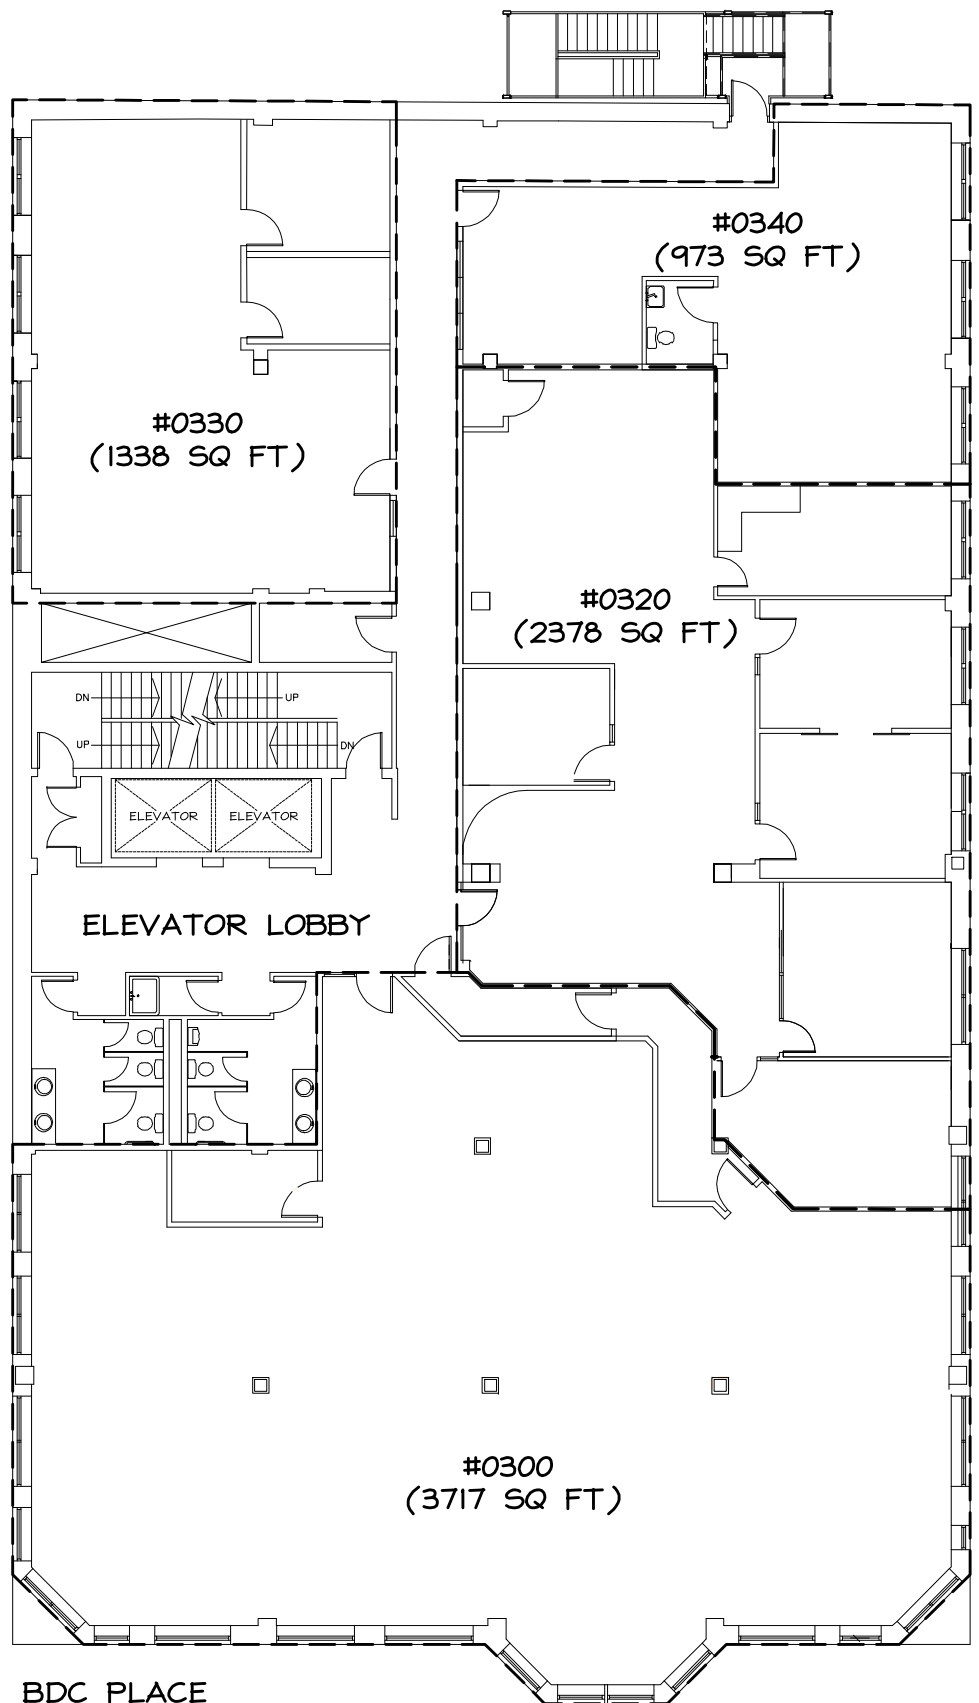 #0340
(973 SQ FT)
#0330
(1338 SQ FT)
#0320
(2378 SQ FT)
DN
UP
UP
DN
ELEVATOR
ELEVATOR
ELEVATOR LOBBY
#0300
(3717 SQ FT)
BDC PLACE